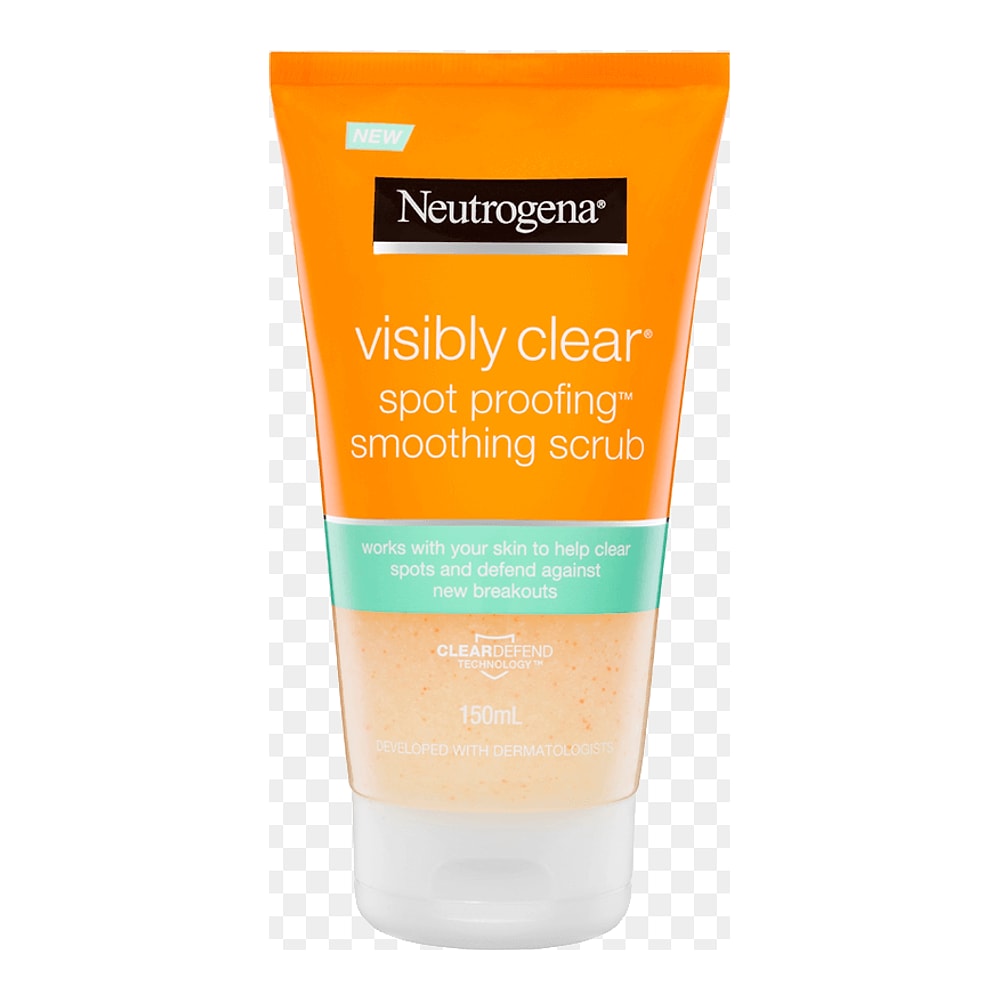 NEW
Neutrogena®
visibly clear®
spot proofing™
smoothing scrub
works with your skin to help clear
spots and defend against
new breakouts
CLEARDEFEND
TECHNOLOGY™
150mL
DEVELOPED WITH DERMATOLOGISTS